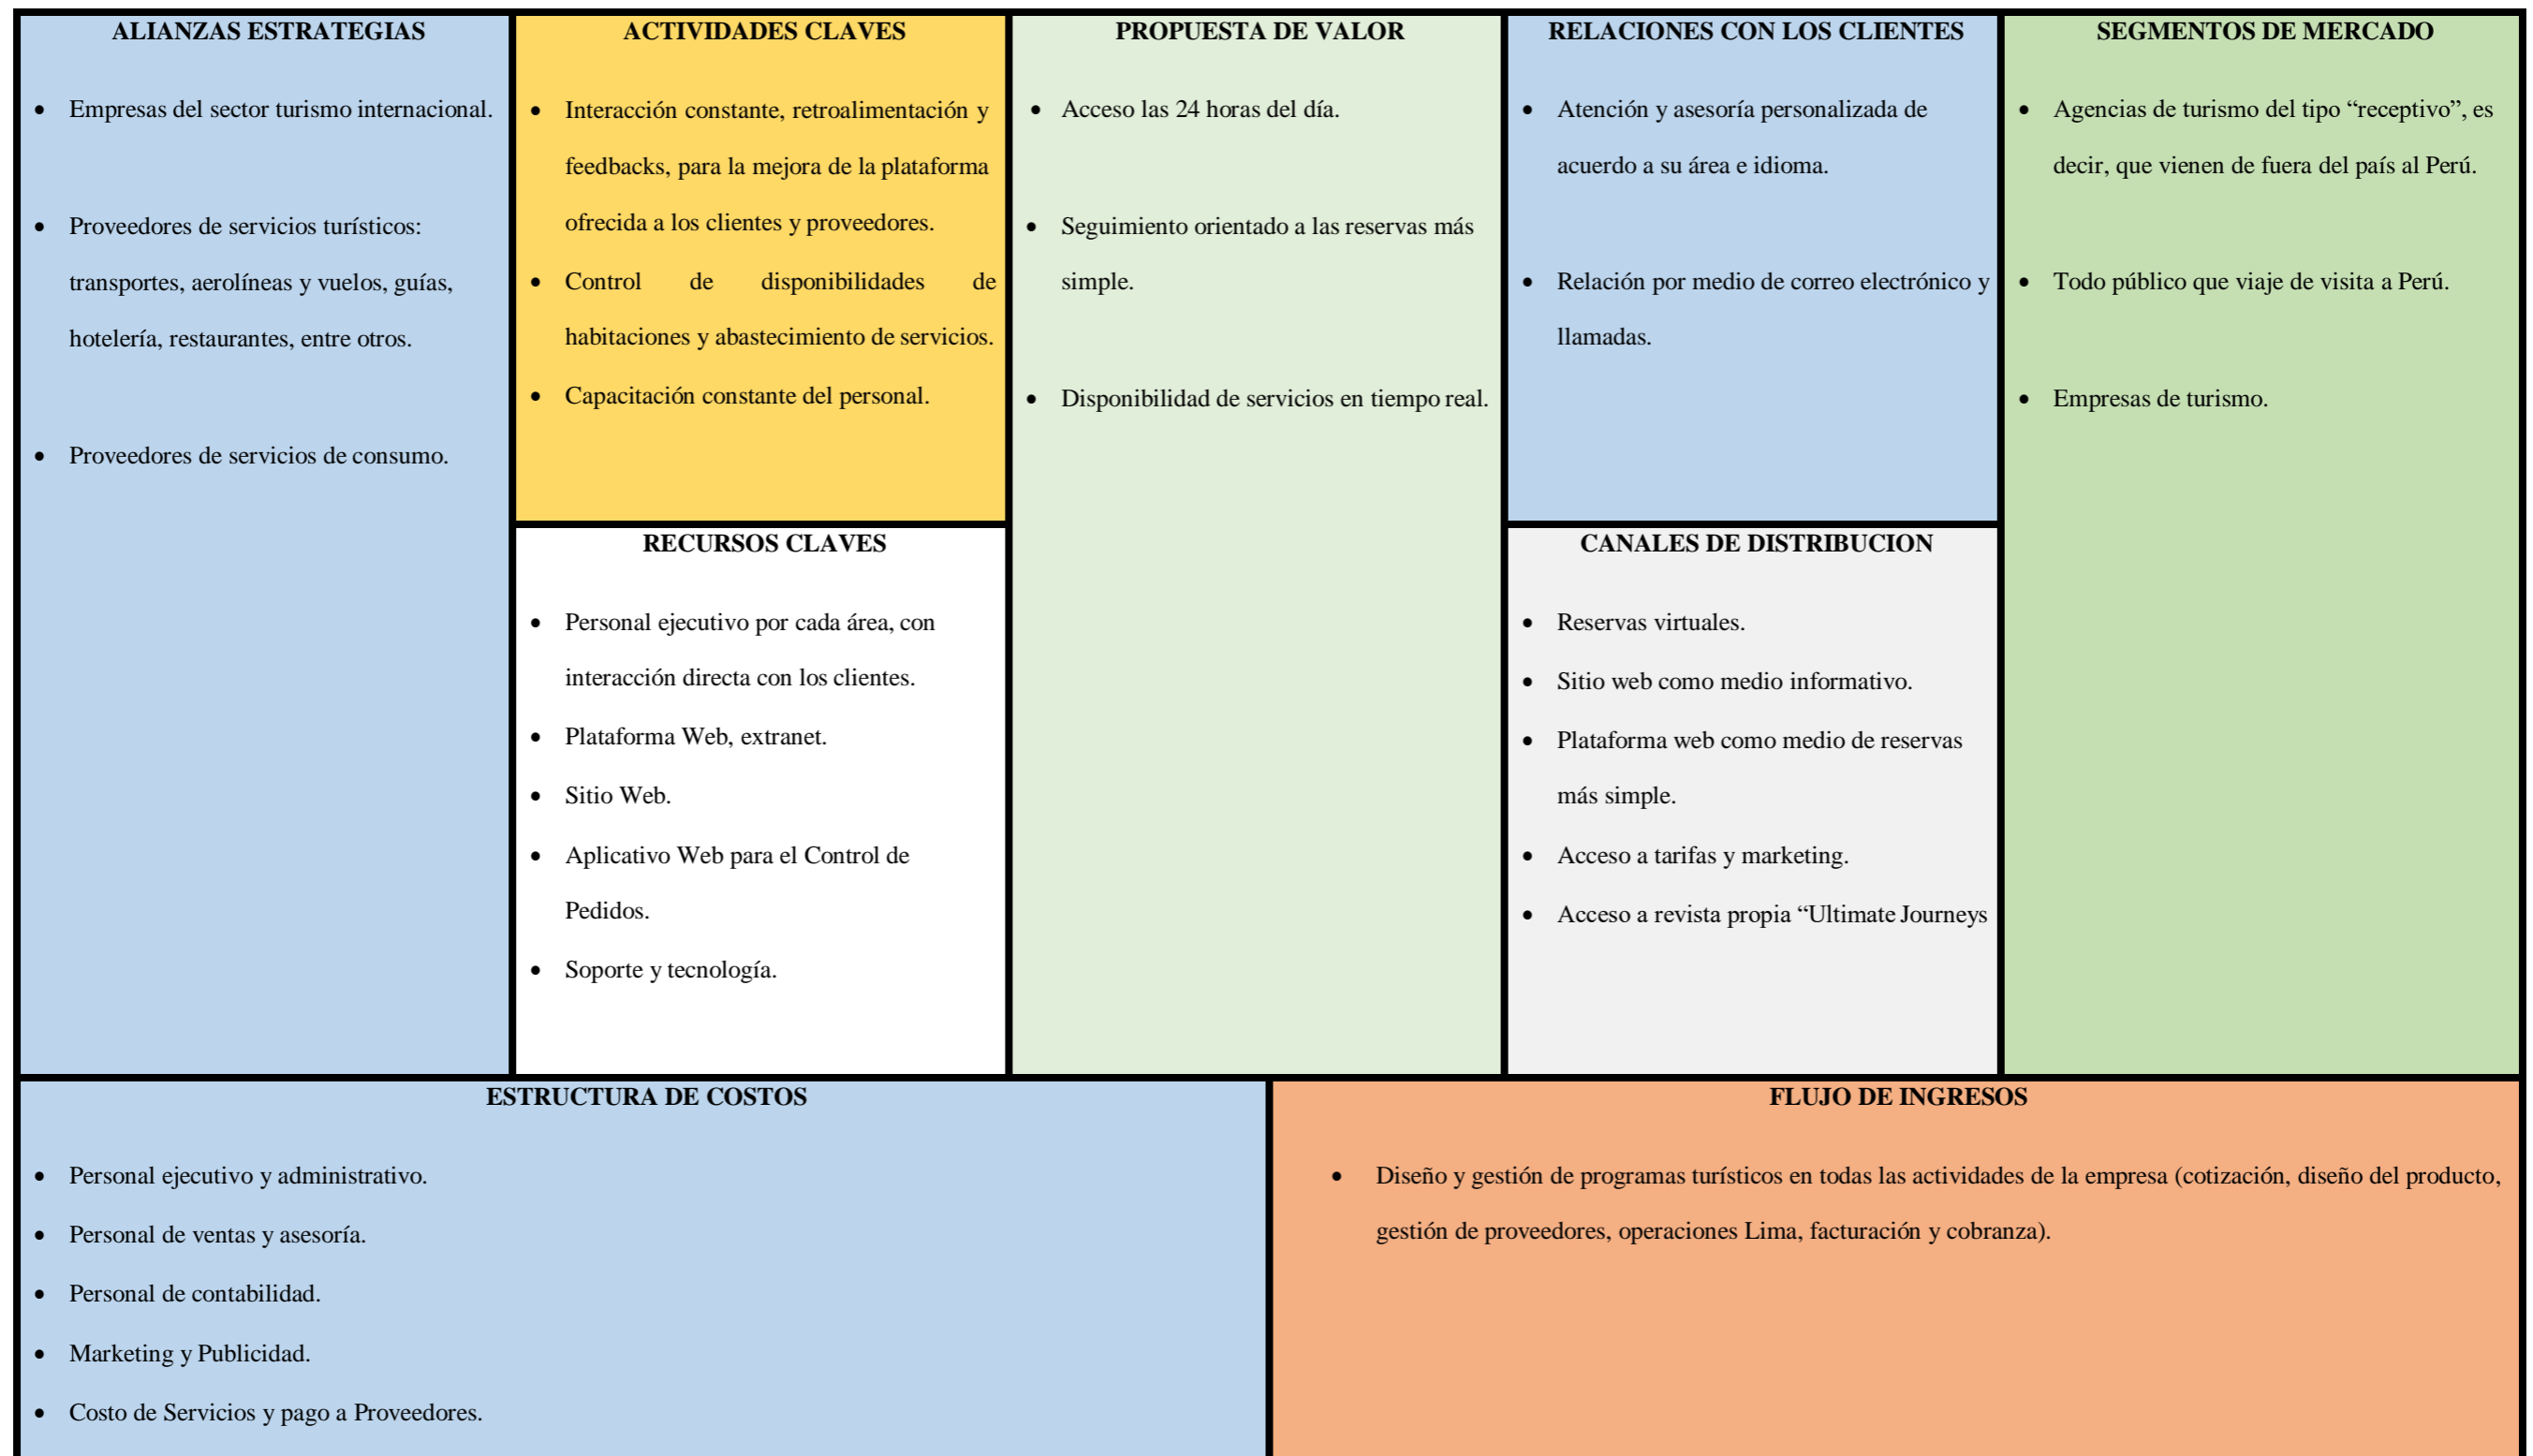 ALIANZAS ESTRATEGIAS
• Empresas del sector turismo internacional.
• Proveedores de servicios turísticos:
transportes, aerolíneas y vuelos, guías,
hotelería, restaurantes, entre otros.
• Proveedores de servicios de consumo.
ACTIVIDADES CLAVES
• Interacción constante, retroalimentación y
feedbacks, para la mejora de la plataforma
ofrecida a los clientes y proveedores.
• Control de disponibilidades de
habitaciones y abastecimiento de servicios.
• Capacitación constante del personal.
RECURSOS CLAVES
• Personal ejecutivo por cada área, con
interacción directa con los clientes.
• Plataforma Web, extranet.
• Sitio Web.
• Aplicativo Web para el Control de
Pedidos.
• Soporte y tecnología.
PROPUESTA DE VALOR
• Acceso las 24 horas del día.
• Seguimiento orientado a las reservas más
simple.
• Disponibilidad de servicios en tiempo real.
RELACIONES CON LOS CLIENTES
• Atención y asesoría personalizada de
acuerdo a su área e idioma.
• Relación por medio de correo electrónico y
llamadas.
CANALES DE DISTRIBUCION
• Reservas virtuales.
• Sitio web como medio informativo.
• Plataforma web como medio de reservas
más simple.
• Acceso a tarifas y marketing.
• Acceso a revista propia “Ultimate Journeys
SEGMENTOS DE MERCADO
• Agencias de turismo del tipo “receptivo”, es
decir, que vienen de fuera del país al Perú.
• Todo público que viaje de visita a Perú.
• Empresas de turismo.
ESTRUCTURA DE COSTOS
• Personal ejecutivo y administrativo.
• Personal de ventas y asesoría.
• Personal de contabilidad.
• Marketing y Publicidad.
• Costo de Servicios y pago a Proveedores.
FLUJO DE INGRESOS
• Diseño y gestión de programas turísticos en todas las actividades de la empresa (cotización, diseño del producto,
gestión de proveedores, operaciones Lima, facturación y cobranza).